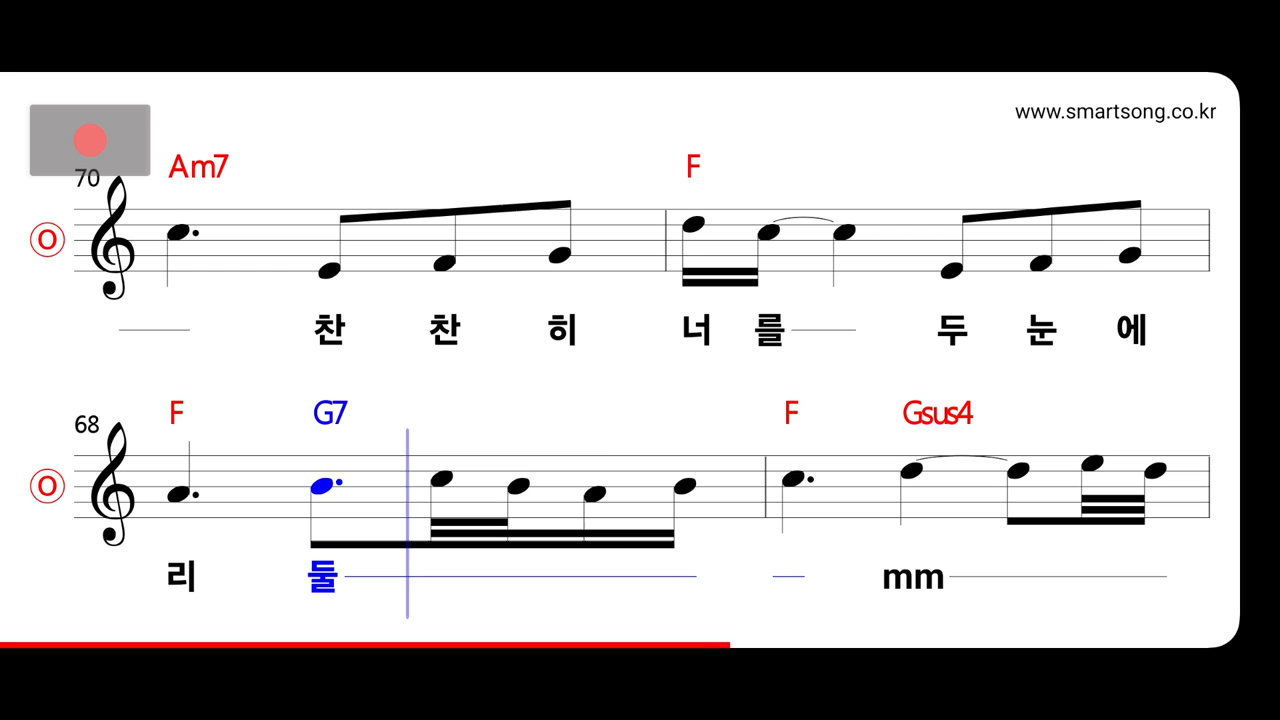 www.smartsong.co.kr
Am7 F
70
O
찬 찬 히 너 를 두 눈 에
F G7 F Gsus4
68
O
리 둘 mm